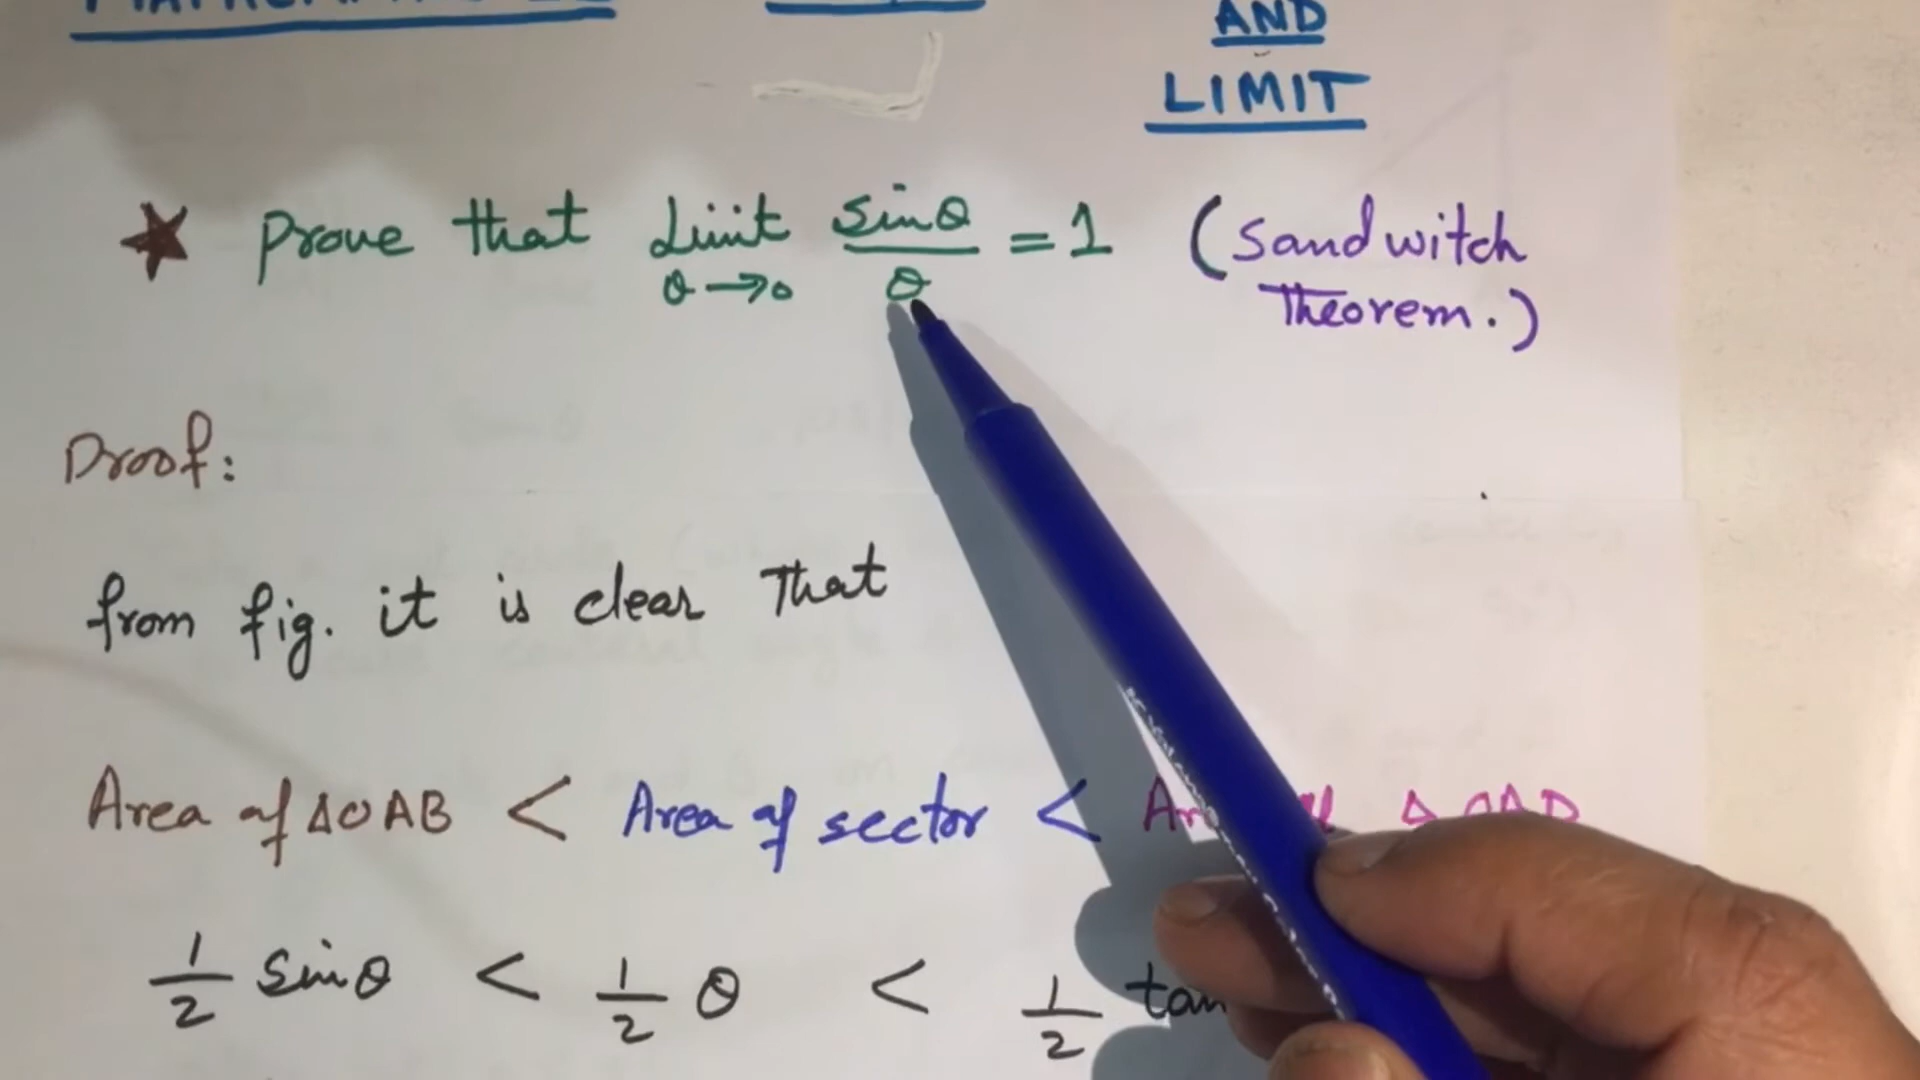 AND
LIMIT
★ Prove that Limit sinθ/θ = 1 (Sandwitch
θ→0
Theorem.)
Proof:
from fig. it is clear That
Area of ΔOAB < Area of sector < Δ OAD
1/2 sinθ < 1/2 θ < 1/2 tan